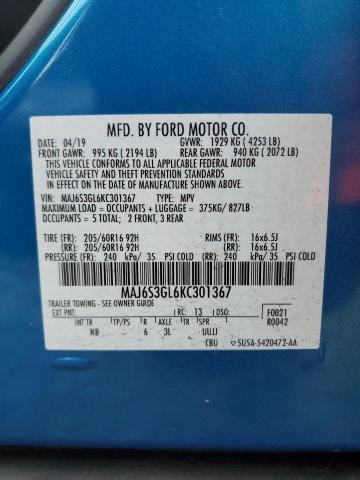 MFD. BY FORD MOTOR CO.
DATE: 04/19 GVWR: 1929 KG ( 4253 LB)
FRONT GAWR: 995 KG ( 2194 LB) REAR GAWR: 940 KG ( 2072 LB)
THIS VEHICLE CONFORMS TO ALL APPLICABLE FEDERAL MOTOR
VEHICLE SAFETY AND THEFT PREVENTION STANDARDS
IN EFFECT ON THE DATE OF MANUFACTURE SHOWN ABOVE.
VIN: MAJ6S3GL6KC301367 TYPE: MPV
MAXIMUM LOAD = OCCUPANTS + LUGGAGE = 375KG/ 827LB
OCCUPANTS = 5 TOTAL; 2 FRONT, 3 REAR
TIRE (FR): 205/60R16 92H RIMS (FR): 16x6.5J
(RR): 205/60R16 92H (RR): 16x6.5J
PRESSURE (FR): 240 kPa/ 35 PSI COLD (RR): 240 kPa/ 35 PSI COLD
MAJ6S3GL6KC301367
TRAILER TOWING - SEE OWNER GUIDE
EXT PNT: RC: 13 DSO: F0021
R0042
INT TR TP/PS R AXLE TR SPR
NB 6 3L UUJJ
CBU 5USA-5420472-AA